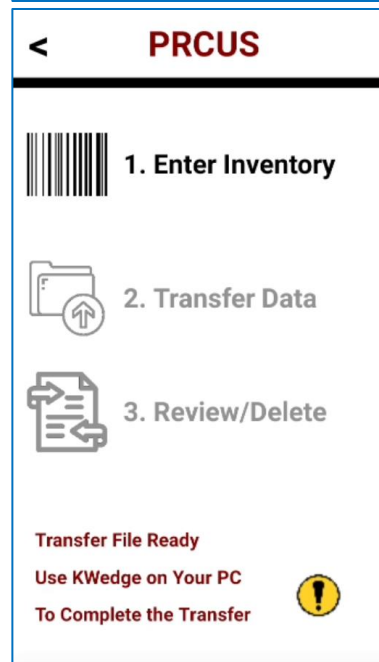 < PRCUS
1. Enter Inventory
2. Transfer Data
3. Review/Delete
Transfer File Ready
Use KWedge on Your PC
To Complete the Transfer